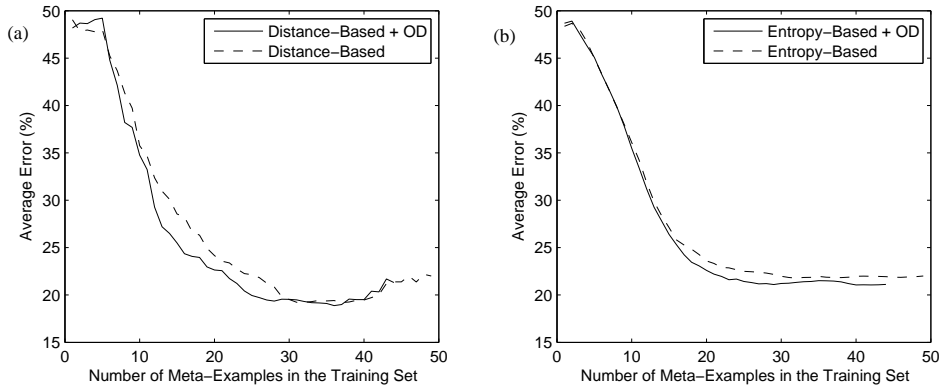 (a)
50
45
40
35
30
25
20
15
Average Error (%)
Distance−Based + OD
Distance−Based
0 10 20 30 40 50
Number of Meta−Examples in the Training Set
(b)
50
45
40
35
30
25
20
15
Average Error (%)
Entropy−Based + OD
Entropy−Based
0 10 20 30 40 50
Number of Meta−Examples in the Training Set